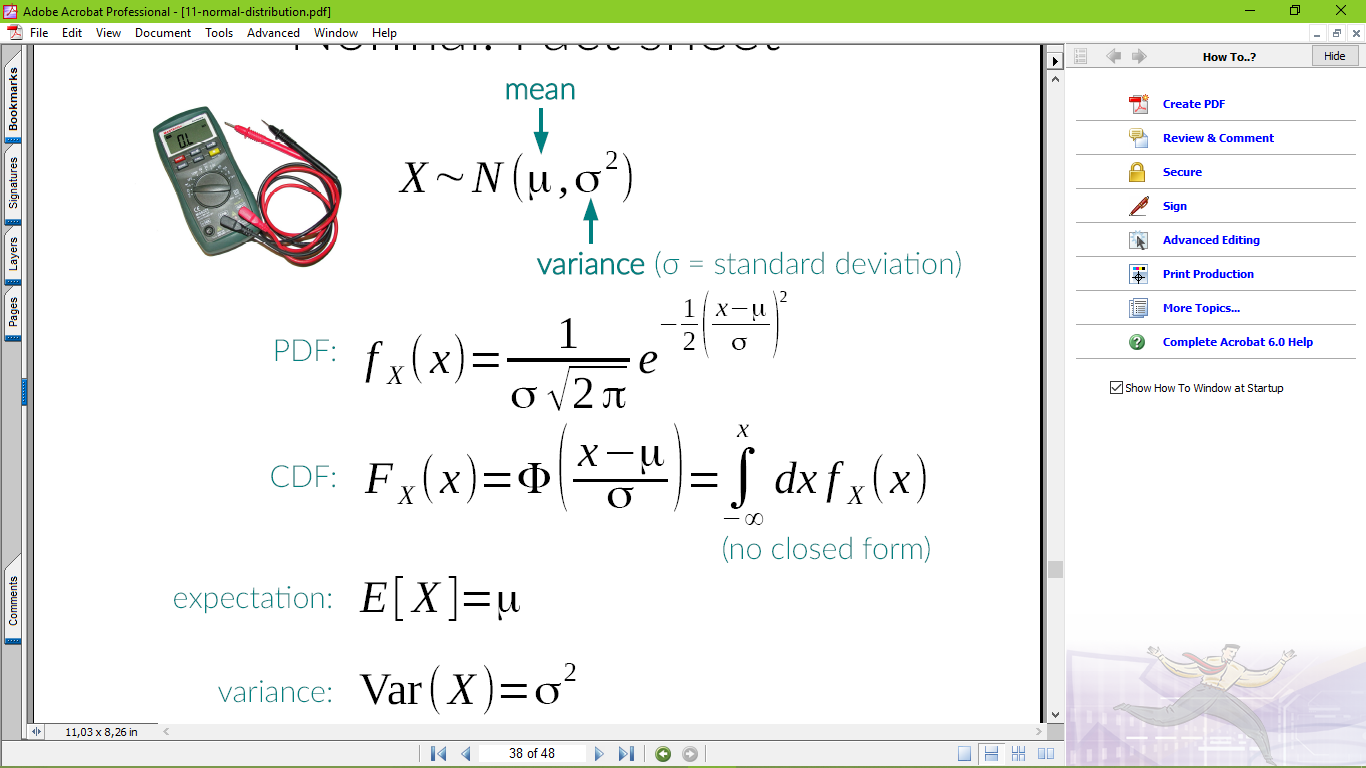 Adobe Acrobat Professional - [11-normal-distribution.pdf]
File Edit View Document Tools Advanced Window Help
Bookmarks
Signatures
Layers
Pages
Comments
Normal: Fact sheet
mean
X ~ N(μ, σ²)
variance (σ = standard deviation)
PDF: f_X(x) = 1/(σ√(2π)) e^(−1/2((x−μ)/σ)²)
CDF: F_X(x) = Φ((x−μ)/σ) = ∫_{−∞}^{x} dx f_X(x)
(no closed form)
expectation: E[X] = μ
variance: Var(X) = σ²
11,03 x 8,26 in
38 of 48
How To..?
Hide
Create PDF
Review & Comment
Secure
Sign
Advanced Editing
Print Production
More Topics...
Complete Acrobat 6.0 Help
Show How To Window at Startup